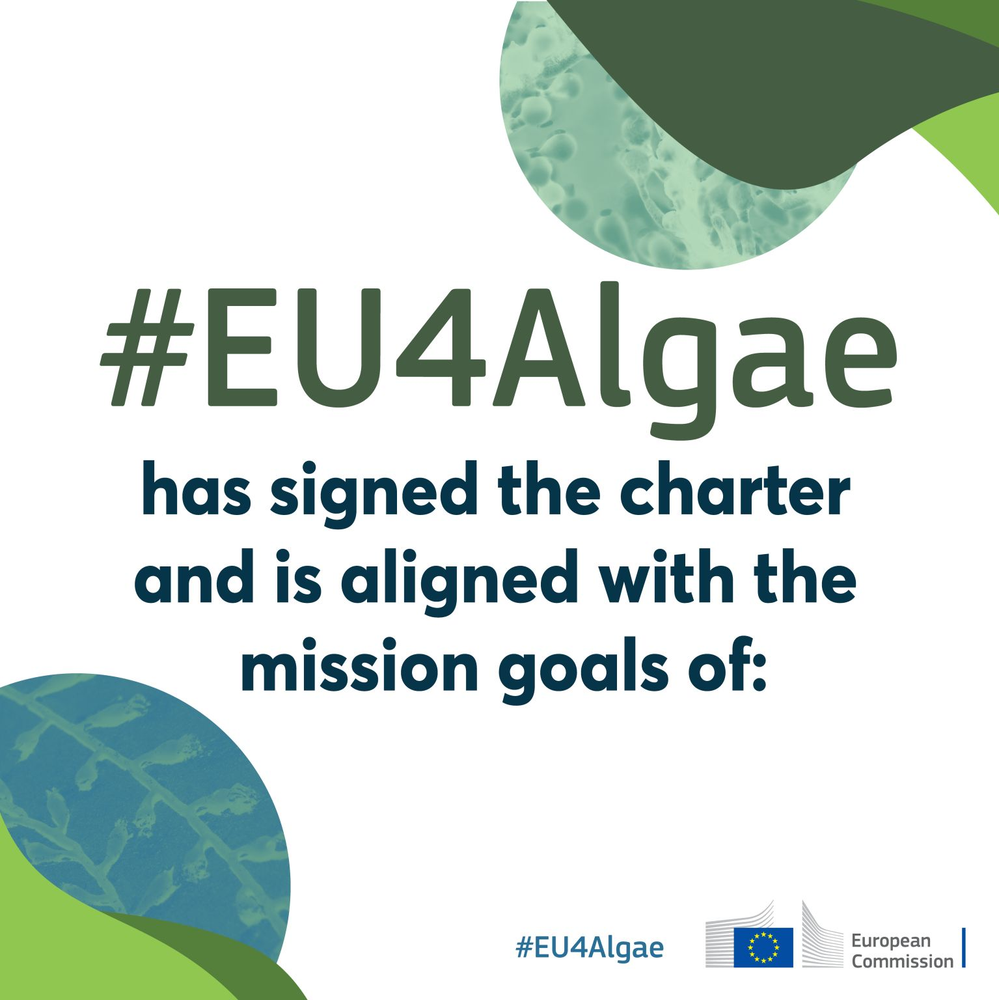 #EU4Algae
has signed the charter
and is aligned with the
mission goals of:
#EU4Algae
European
Commission